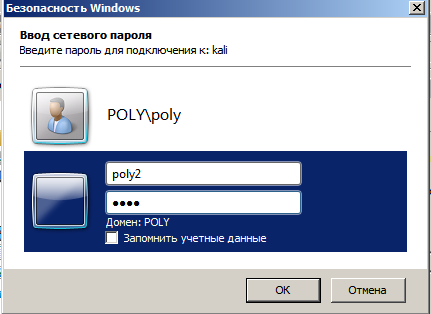 Безопасность Windows
Ввод сетевого пароля
Введите пароль для подключения к: kali
POLY\poly
poly2
••••
Домен: POLY
Запомнить учетные данные
ОК
Отмена